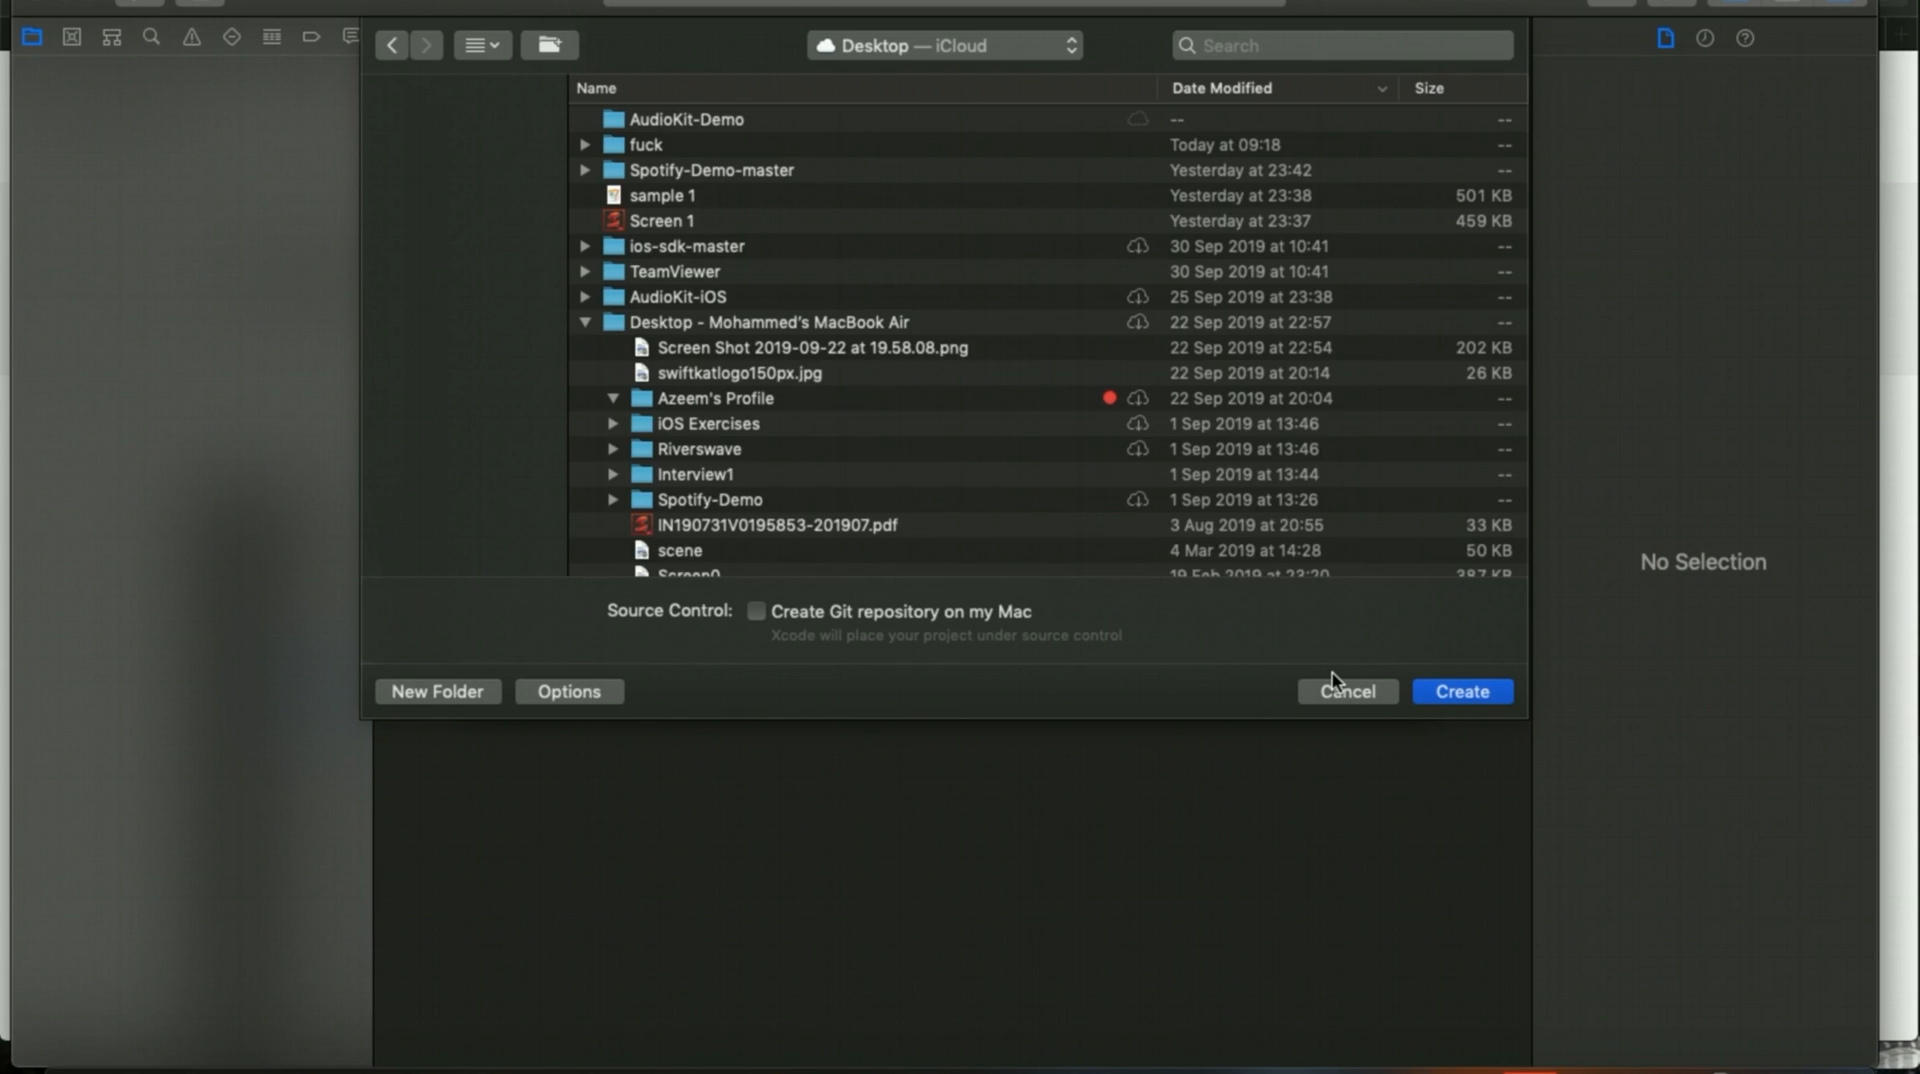 Desktop — iCloud
Search
Name Date Modified Size
AudioKit-Demo -- --
fuck Today at 09:18 --
Spotify-Demo-master Yesterday at 23:42 --
sample 1 Yesterday at 23:38 501 KB
Screen 1 Yesterday at 23:37 459 KB
ios-sdk-master 30 Sep 2019 at 10:41 --
TeamViewer 30 Sep 2019 at 10:41 --
AudioKit-iOS 25 Sep 2019 at 23:38 --
Desktop - Mohammed's MacBook Air 22 Sep 2019 at 22:57 --
Screen Shot 2019-09-22 at 19.58.08.png 22 Sep 2019 at 22:54 202 KB
swiftkatlogo150px.jpg 22 Sep 2019 at 20:14 26 KB
Azeem's Profile 22 Sep 2019 at 20:04 --
iOS Exercises 1 Sep 2019 at 13:46 --
Riverswave 1 Sep 2019 at 13:46 --
Interview1 1 Sep 2019 at 13:44 --
Spotify-Demo 1 Sep 2019 at 13:26 --
IN190731V0195853-201907.pdf 3 Aug 2019 at 20:55 33 KB
scene 4 Mar 2019 at 14:28 50 KB
Screen0 19 Feb 2019 at 23:20 387 KB
Source Control: Create Git repository on my Mac
Xcode will place your project under source control
New Folder Options Cancel Create
No Selection